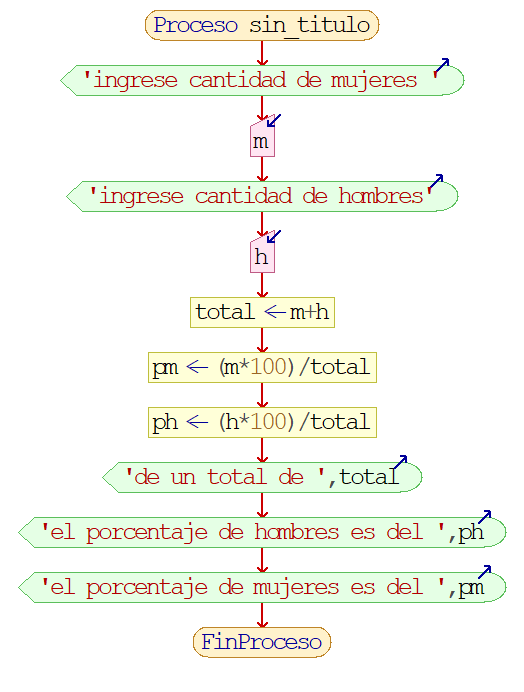 Proceso sin_titulo
'ingrese cantidad de mujeres '
m
'ingrese cantidad de hombres'
h
total ← m+h
pm ← (m*100)/total
ph ← (h*100)/total
'de un total de ',total
'el porcentaje de hombres es del ',ph
'el porcentaje de mujeres es del ',pm
FinProceso